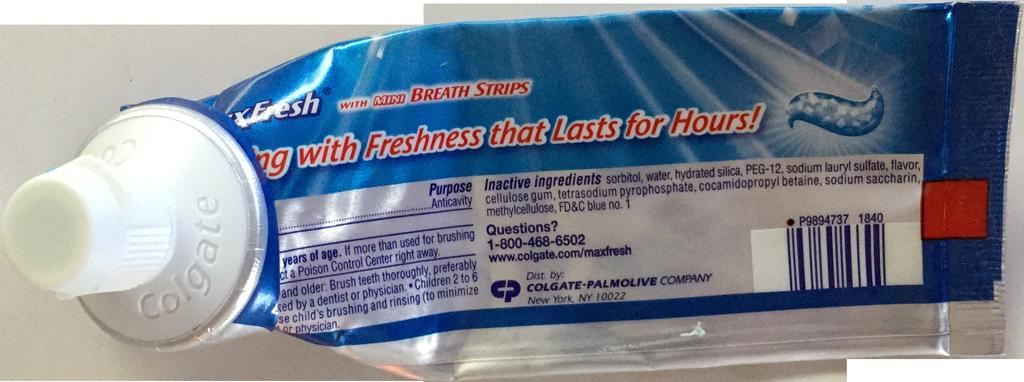 xFresh® WITH MINI BREATH STRIPS
ng with Freshness that Lasts for Hours!
Purpose
Anticavity
years of age. If more than used for brushing
ct a Poison Control Center right away.
and older: Brush teeth thoroughly, preferably
ted by a dentist or physician. • Children 2 to 6
se child's brushing and rinsing (to minimize
or physician.
Inactive ingredients sorbitol, water, hydrated silica, PEG-12, sodium lauryl sulfate, flavor,
cellulose gum, tetrasodium pyrophosphate, cocamidopropyl betaine, sodium saccharin,
methylcellulose, FD&C blue no. 1
Questions?
1-800-468-6502
www.colgate.com/maxfresh
Dist. by:
CP COLGATE-PALMOLIVE COMPANY
New York, NY 10022
P9894737 1840
Colgate